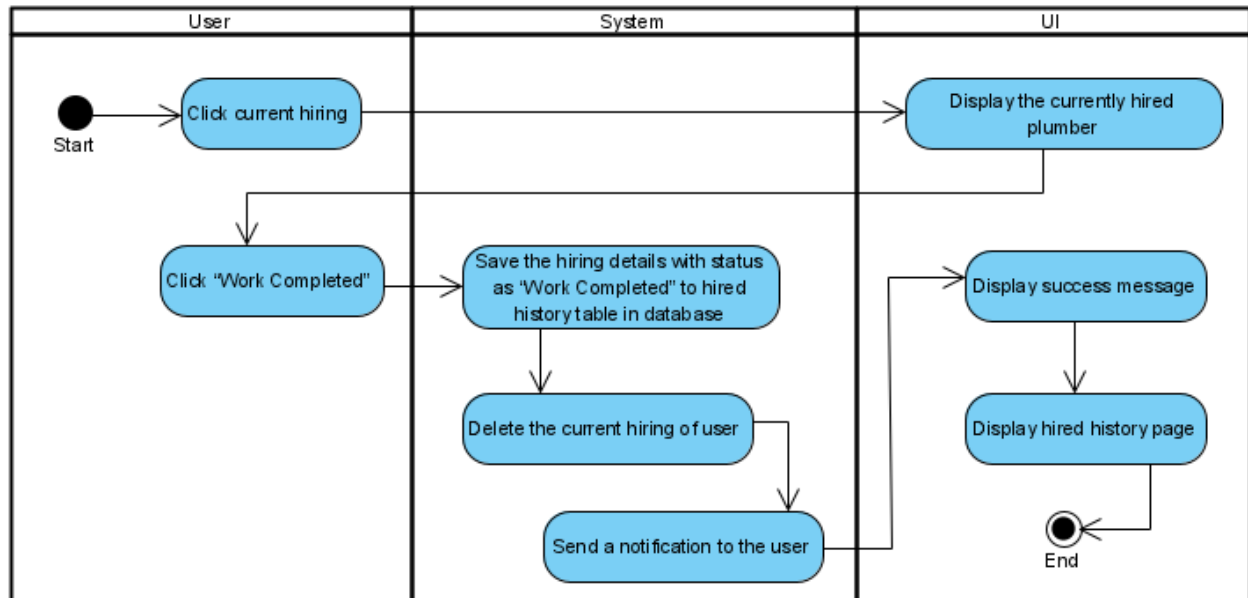 User
System
UI
Start
Click current hiring
Display the currently hired
plumber
Click “Work Completed”
Save the hiring details with status
as “Work Completed” to hired
history table in database
Display success message
Delete the current hiring of user
Display hired history page
Send a notification to the user
End